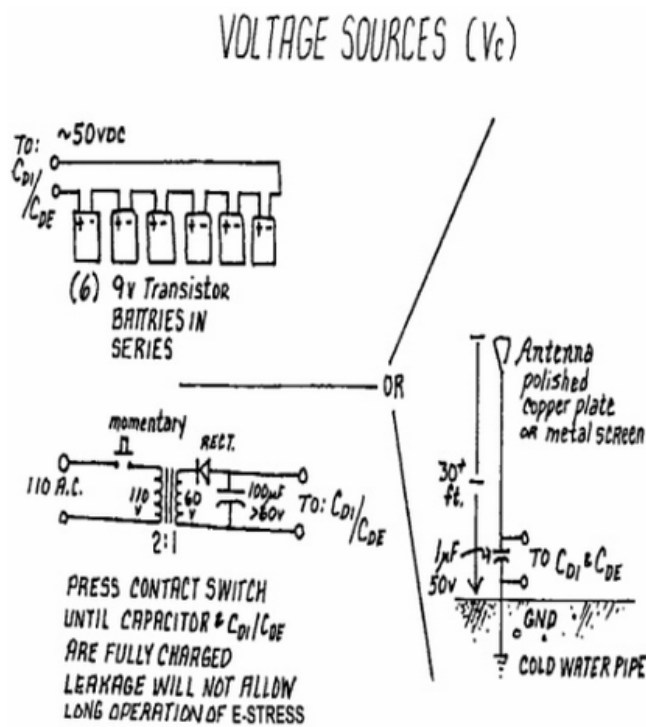 VOLTAGE SOURCES (Vc)
TO:
~50VDC
CDI/
CDE
+ - + - + - + - + - + -
(6) 9v Transistor
BATTRIES IN
SERIES
OR
momentary
RECT.
110 A.C.
110
V
60
V
100µF
>60V
TO: CDI/
CDE
2:1
PRESS CONTACT SWITCH
UNTIL CAPACITOR & CDI/CDE
ARE FULLY CHARGED
LEAKAGE WILL NOT ALLOW
LONG OPERATION OF E-STRESS
Antenna
polished
copper plate
OR metal screen
30+
ft.
1µF
50V
TO CDI & CDE
GND
COLD WATER PIPE